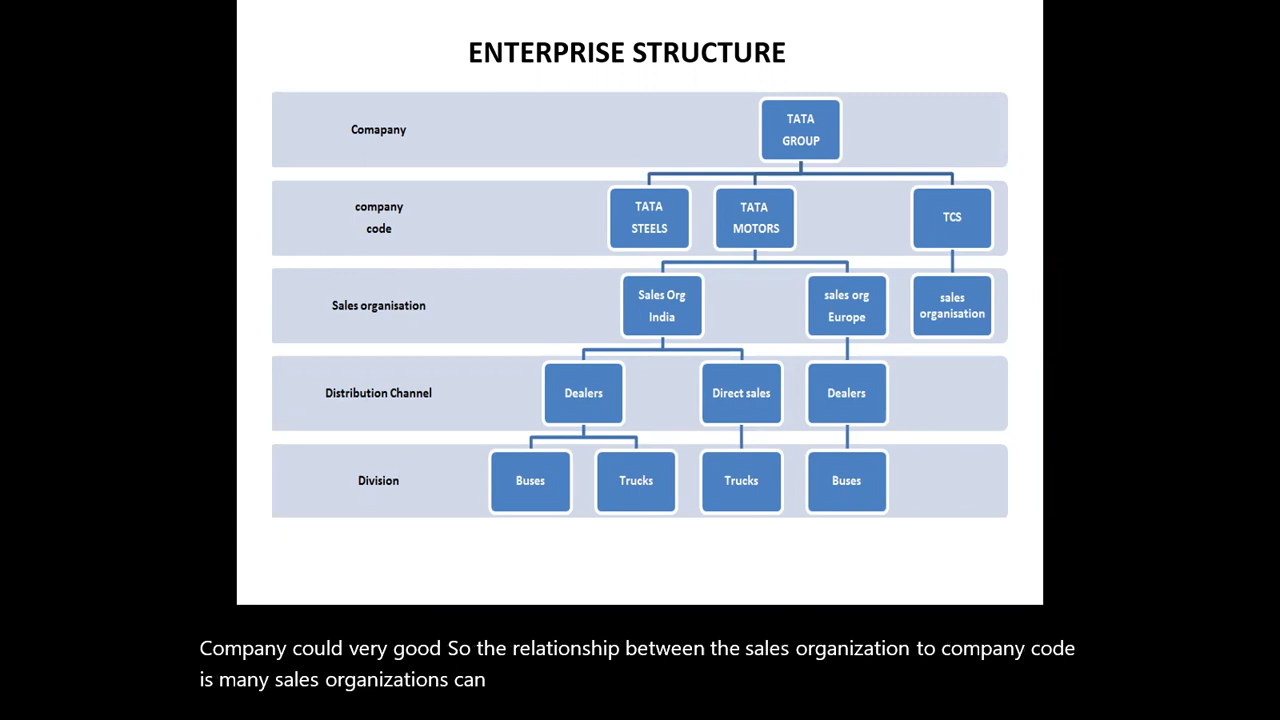 ENTERPRISE STRUCTURE
Comapany
TATA
GROUP
company
code
TATA
STEELS
TATA
MOTORS
TCS
Sales organisation
Sales Org
India
sales org
Europe
sales
organisation
Distribution Channel
Dealers
Direct sales
Dealers
Division
Buses
Trucks
Trucks
Buses
Company could very good So the relationship between the sales organization to company code
is many sales organizations can